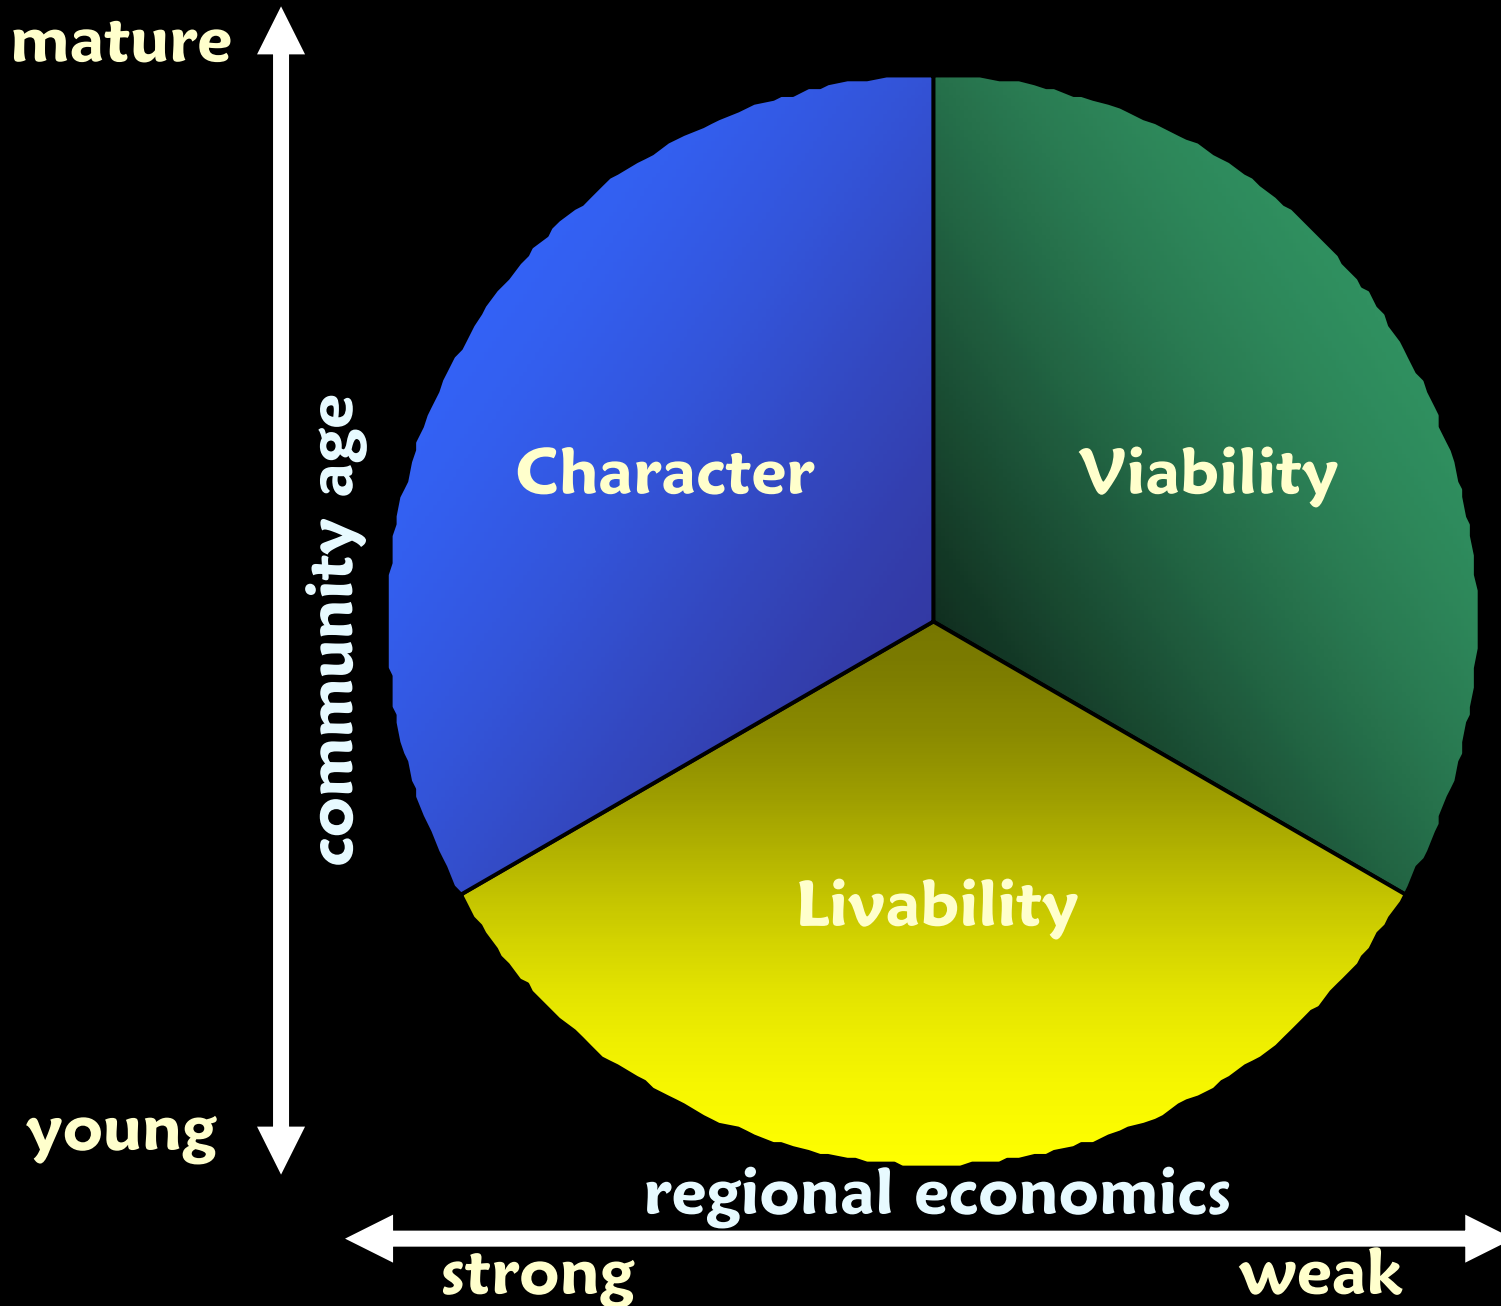 mature
community age
Character
Viability
Livability
young
regional economics
strong
weak